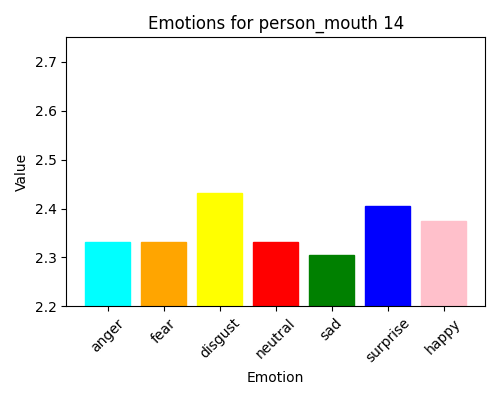 Emotions for person_mouth 14
Value
2.7
2.6
2.5
2.4
2.3
2.2
anger
fear
disgust
neutral
sad
surprise
happy
Emotion